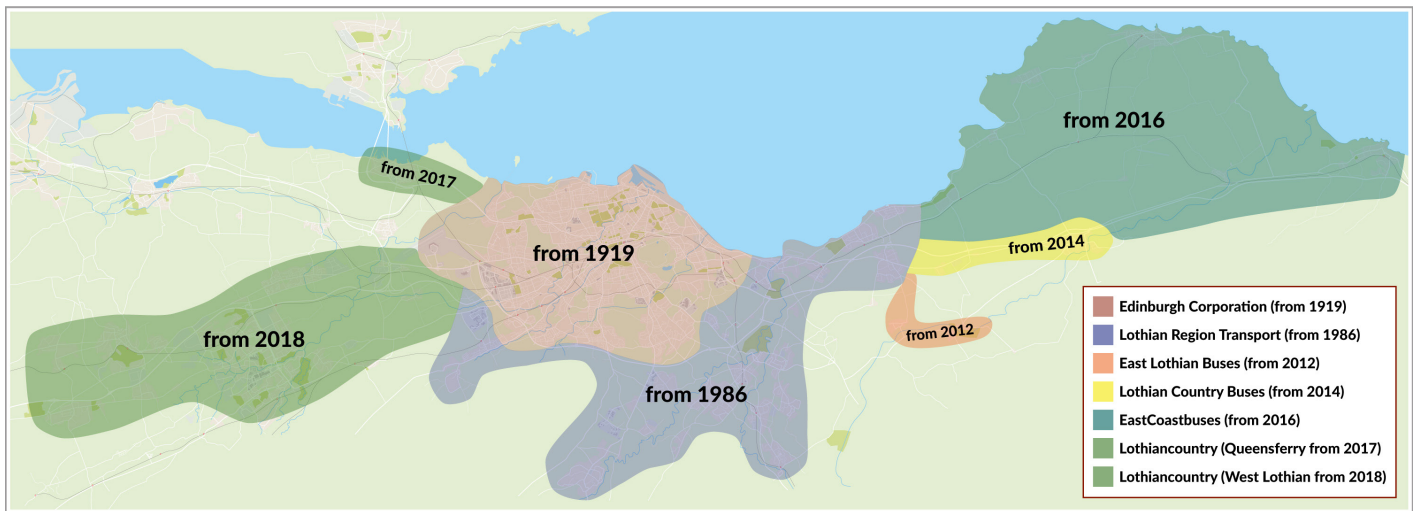 from 2016
from 2017
from 1919
from 2014
from 2018
from 2012
from 1986
Edinburgh Corporation (from 1919)
Lothian Region Transport (from 1986)
East Lothian Buses (from 2012)
Lothian Country Buses (from 2014)
EastCoastbuses (from 2016)
Lothiancountry (Queensferry from 2017)
Lothiancountry (West Lothian from 2018)